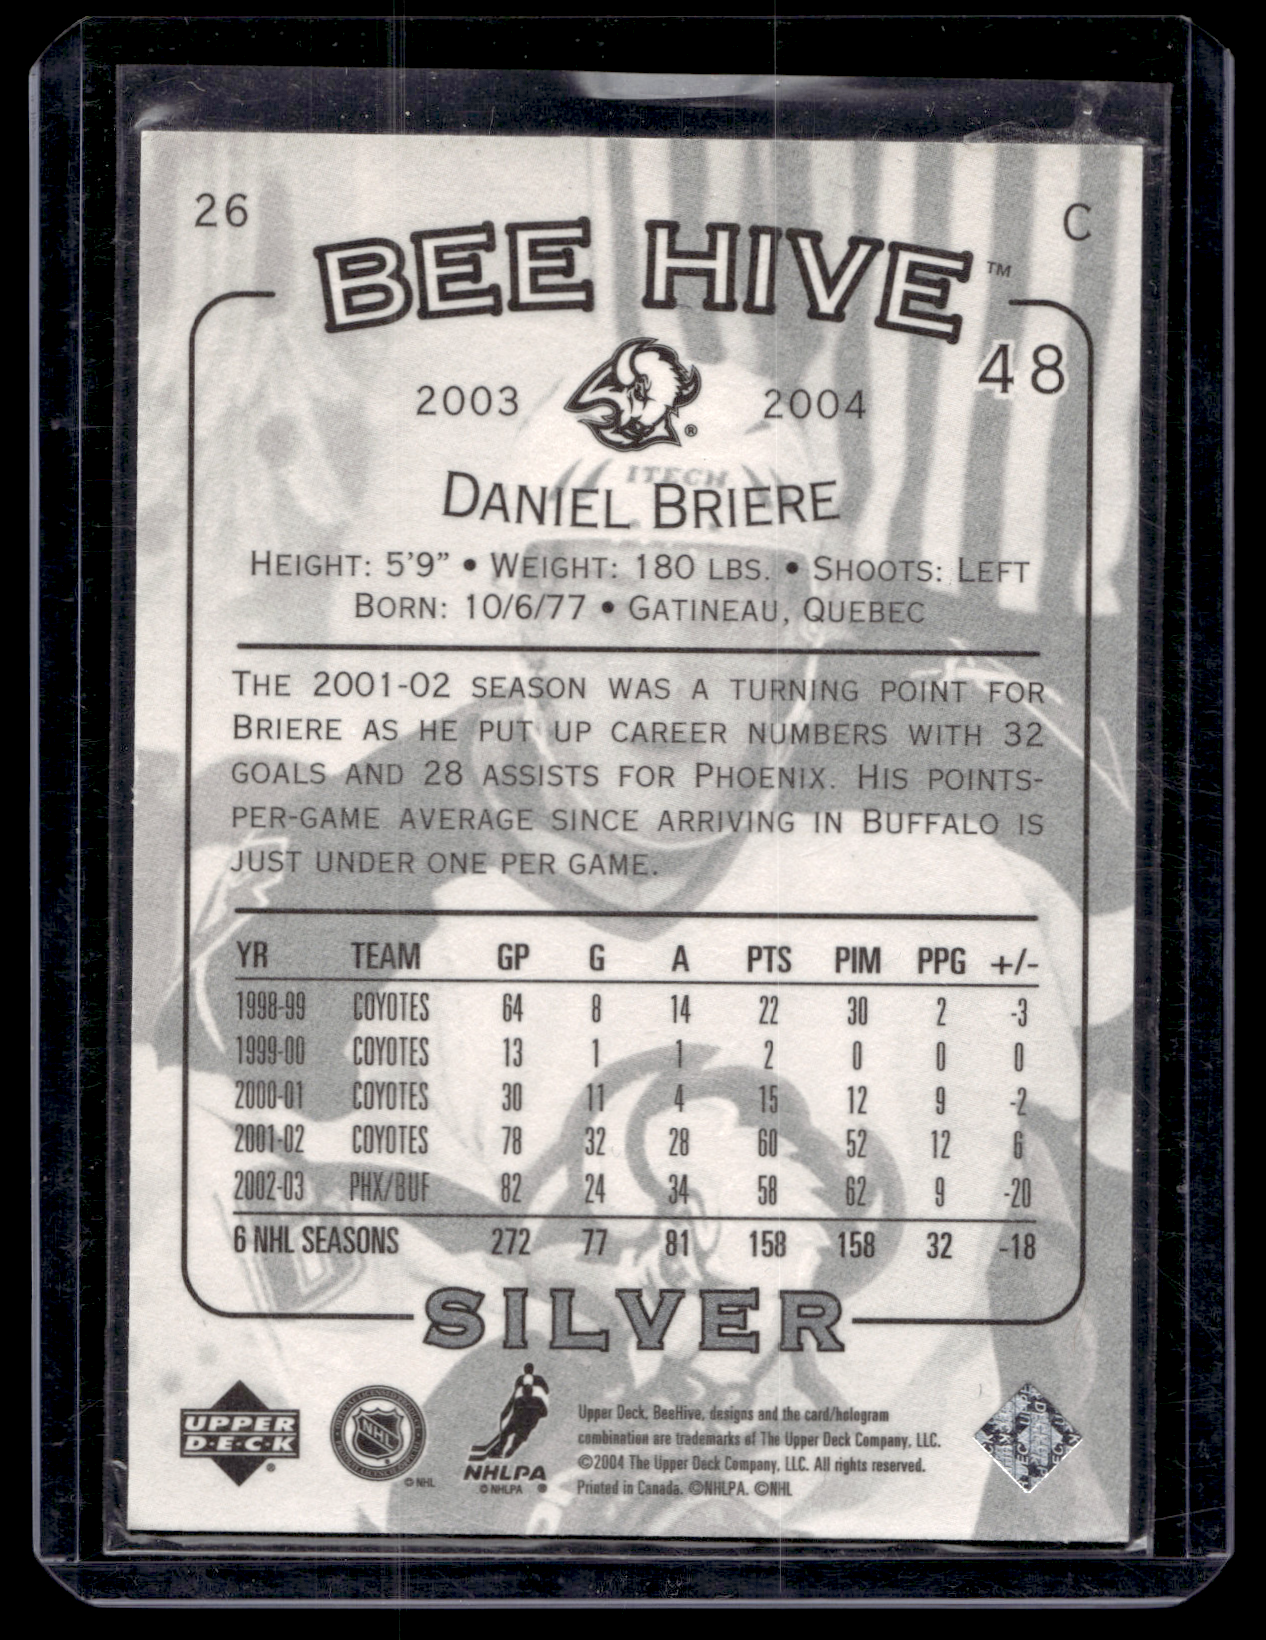 26
C
BEE HIVE™
48
2003 ® 2004
ITECH
DANIEL BRIERE
HEIGHT: 5'9" • WEIGHT: 180 LBS. • SHOOTS: LEFT
BORN: 10/6/77 • GATINEAU, QUEBEC
THE 2001-02 SEASON WAS A TURNING POINT FOR
BRIERE AS HE PUT UP CAREER NUMBERS WITH 32
GOALS AND 28 ASSISTS FOR PHOENIX. HIS POINTS-
PER-GAME AVERAGE SINCE ARRIVING IN BUFFALO IS
JUST UNDER ONE PER GAME.
YR TEAM GP G A PTS PIM PPG +/-
1998-99 COYOTES 64 8 14 22 30 2 -3
1999-00 COYOTES 13 1 1 2 0 0 0
2000-01 COYOTES 30 11 4 15 12 9 -2
2001-02 COYOTES 78 32 28 60 52 12 6
2002-03 PHX/BUF 82 24 34 58 62 9 -20
6 NHL SEASONS 272 77 81 158 158 32 -18
SILVER
UPPER
DECK®
NHL
© NHL
NHLPA
© NHLPA ®
Upper Deck, BeeHive, designs and the card/hologram
combination are trademarks of The Upper Deck Company, LLC.
©2004 The Upper Deck Company, LLC. All rights reserved.
Printed in Canada. ©NHLPA. ©NHL